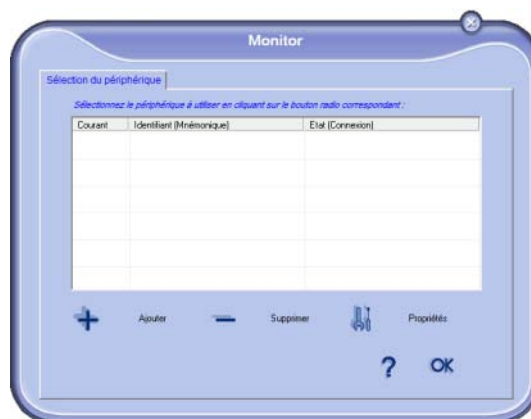 Monitor
Sélection du périphérique
Sélectionnez le périphérique à utiliser en cliquant sur le bouton radio correspondant :
Courant Identifiant (Mnémonique) Etat (Connexion)
Ajouter Supprimer Propriétés
? OK